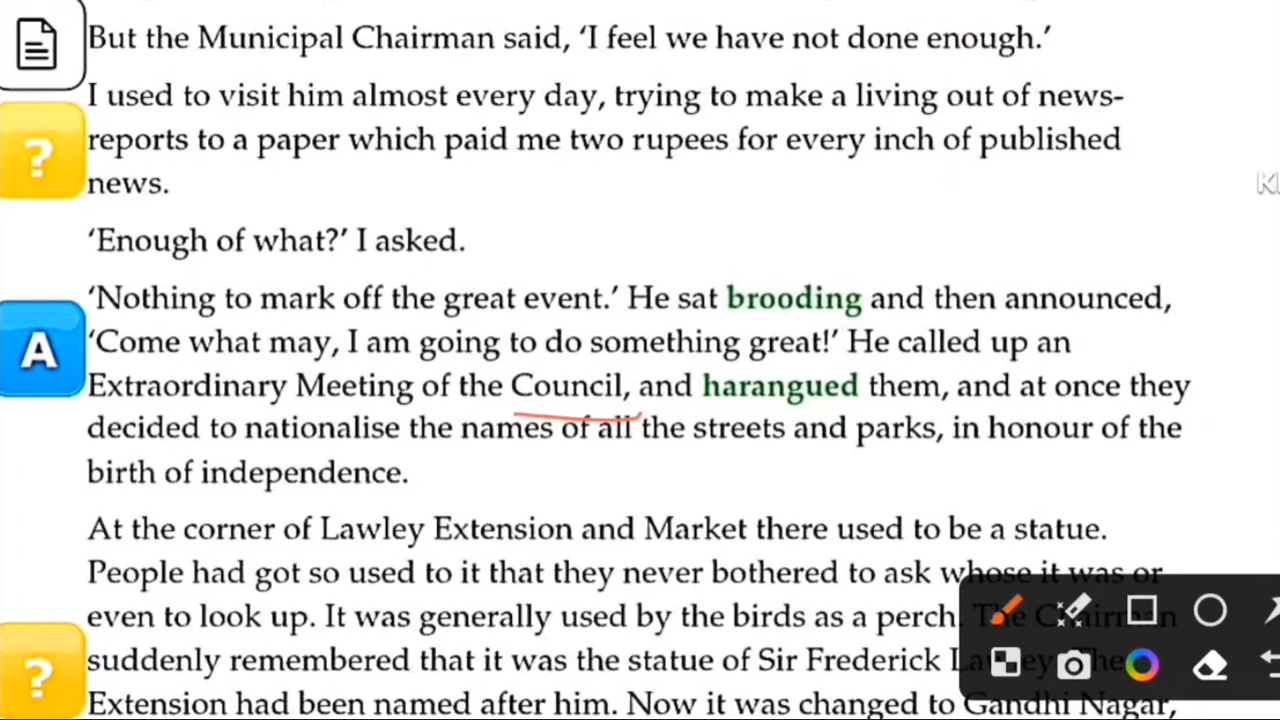 But the Municipal Chairman said, ‘I feel we have not done enough.’
I used to visit him almost every day, trying to make a living out of news-
reports to a paper which paid me two rupees for every inch of published
news.
‘Enough of what?’ I asked.
‘Nothing to mark off the great event.’ He sat brooding and then announced,
‘Come what may, I am going to do something great!’ He called up an
Extraordinary Meeting of the Council, and harangued them, and at once they
decided to nationalise the names of all the streets and parks, in honour of the
birth of independence.
At the corner of Lawley Extension and Market there used to be a statue.
People had got so used to it that they never bothered to ask whose it was or
even to look up. It was generally used by the birds as a perch. The Chairman
suddenly remembered that it was the statue of Sir Frederick Lawley. The
Extension had been named after him. Now it was changed to Gandhi Nagar,
?
A
?